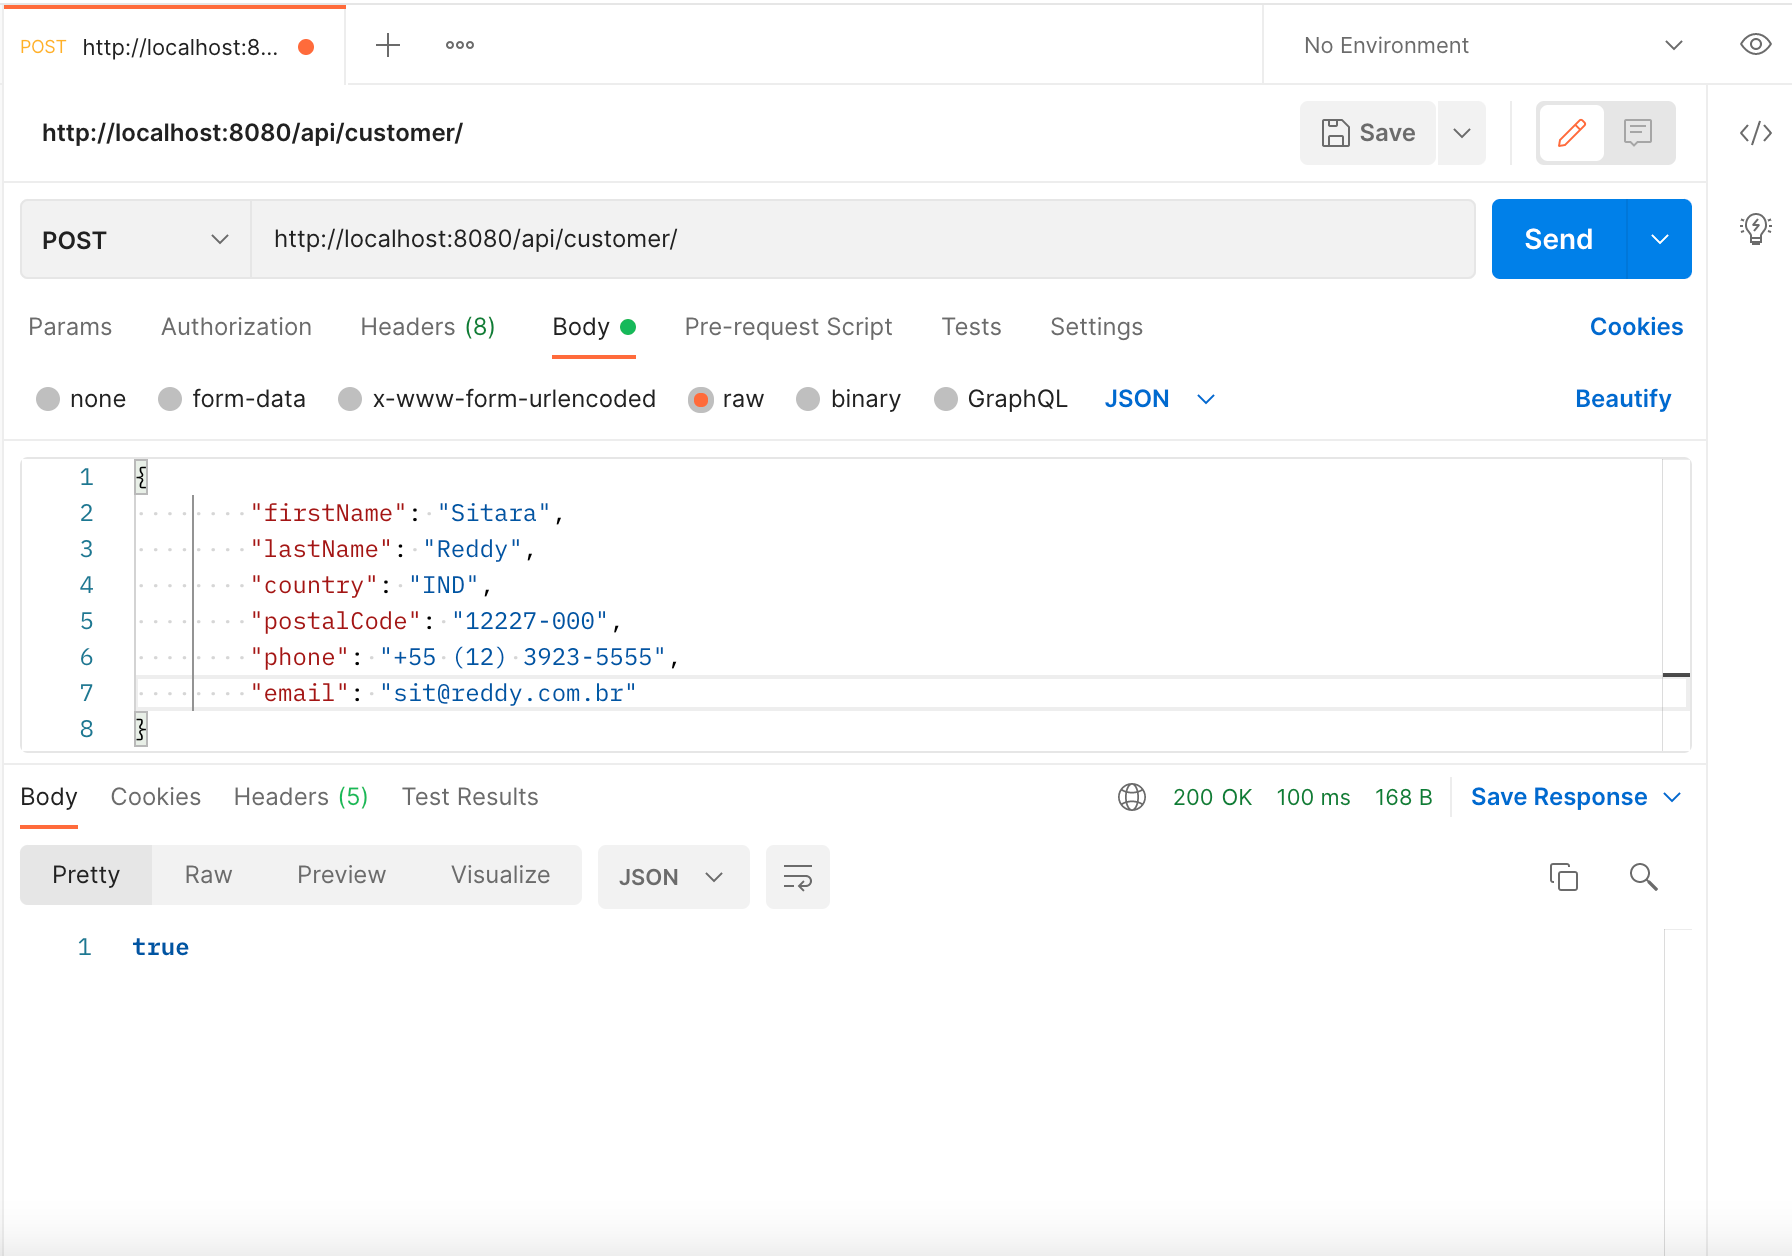 POST http://localhost:8... No Environment
http://localhost:8080/api/customer/ Save
POST http://localhost:8080/api/customer/ Send
Params Authorization Headers (8) Body Pre-request Script Tests Settings Cookies
none form-data x-www-form-urlencoded raw binary GraphQL JSON Beautify
1 {
2 "firstName": "Sitara",
3 "lastName": "Reddy",
4 "country": "IND",
5 "postalCode": "12227-000",
6 "phone": "+55 (12) 3923-5555",
7 "email": "sit@reddy.com.br"
8 }
Body Cookies Headers (5) Test Results 200 OK 100 ms 168 B Save Response
Pretty Raw Preview Visualize JSON
1 true